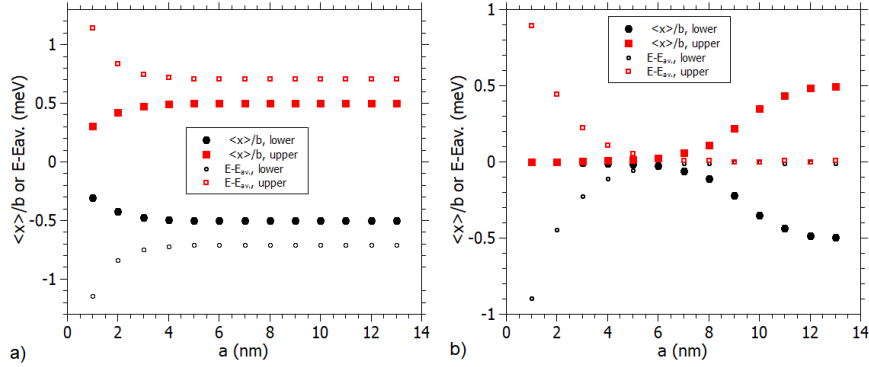 <x>/b or E-Eav. (meV)
1
0.5
0
-0.5
-1
<x>/b, lower
<x>/b, upper
E-Eav., lower
E-Eav., upper
0 2 4 6 8 10 12 14
a (nm)
a)
<x>/b or E-Eav. (meV)
1
0.5
0
-0.5
-1
<x>/b, lower
<x>/b, upper
E-Eav., lower
E-Eav., upper
0 2 4 6 8 10 12 14
a (nm)
b)